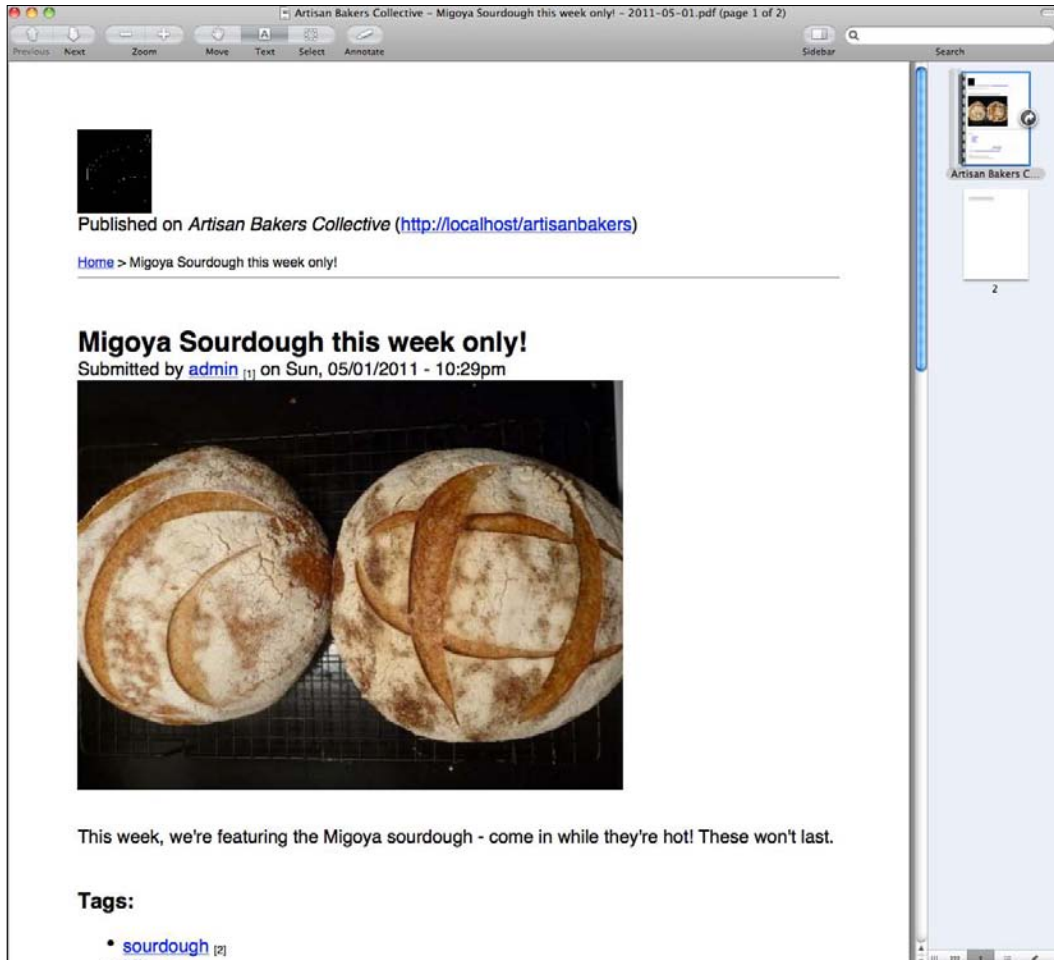 Artisan Bakers Collective – Migoya Sourdough this week only! – 2011-05-01.pdf (page 1 of 2)
Previous Next Zoom Move Text Select Annotate Sidebar Search
Published on Artisan Bakers Collective (http://localhost/artisanbakers)
Home > Migoya Sourdough this week only!
Migoya Sourdough this week only!
Submitted by admin [1] on Sun, 05/01/2011 - 10:29pm
This week, we're featuring the Migoya sourdough - come in while they're hot! These won't last.
Tags:
• sourdough [2]
Artisan Bakers C...
2